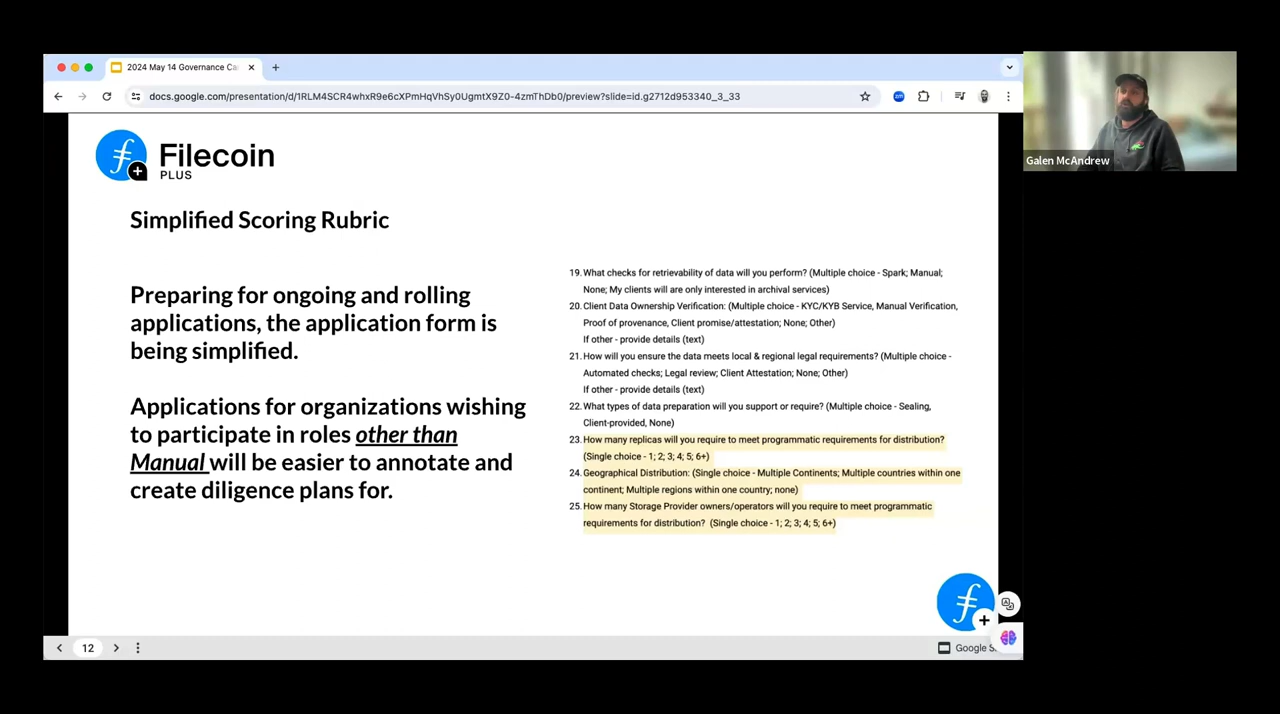 2024 May 14 Governance Ca
docs.google.com/presentation/d/1RLM4SCR4whxR9e6cXPmHqVhSy0UgmtX9Z0-4zmThDb0/preview?slide=id.g2712d953340_3_33
Filecoin
PLUS
Simplified Scoring Rubric
Preparing for ongoing and rolling
applications, the application form is
being simplified.
Applications for organizations wishing
to participate in roles other than
Manual will be easier to annotate and
create diligence plans for.
19. What checks for retrievability of data will you perform? (Multiple choice - Spark; Manual;
None; My clients will are only interested in archival services)
20. Client Data Ownership Verification: (Multiple choice - KYC/KYB Service, Manual Verification,
Proof of provenance, Client promise/attestation; None; Other)
If other - provide details (text)
21. How will you ensure the data meets local & regional legal requirements? (Multiple choice -
Automated checks; Legal review; Client Attestation; None; Other)
If other - provide details (text)
22. What types of data preparation will you support or require? (Multiple choice - Sealing,
Client-provided, None)
23. How many replicas will you require to meet programmatic requirements for distribution?
(Single choice - 1; 2; 3; 4; 5; 6+)
24. Geographical Distribution: (Single choice - Multiple Continents; Multiple countries within one
continent; Multiple regions within one country; none)
25. How many Storage Provider owners/operators will you require to meet programmatic
requirements for distribution? (Single choice - 1; 2; 3; 4; 5; 6+)
12
Google S
Galen McAndrew